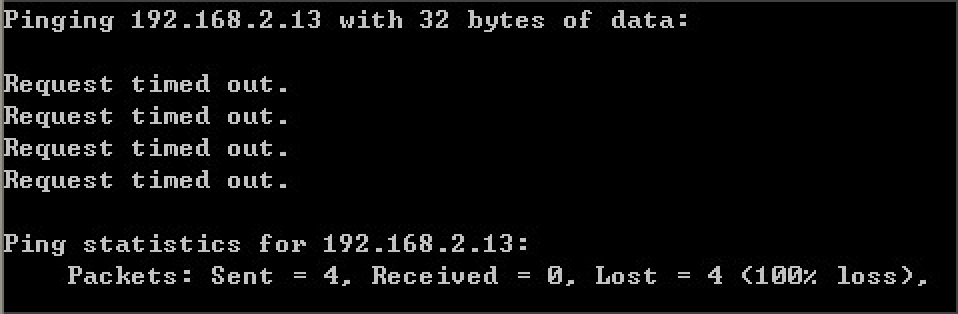 Pinging 192.168.2.13 with 32 bytes of data:
Request timed out.
Request timed out.
Request timed out.
Request timed out.
Ping statistics for 192.168.2.13:
Packets: Sent = 4, Received = 0, Lost = 4 (100% loss),